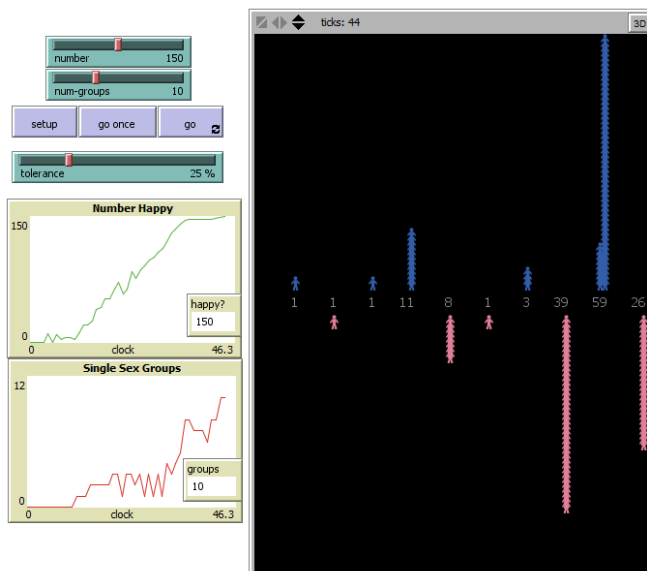 ticks: 44
3D
number 150
num-groups 10
setup go once go
tolerance 25 %
Number Happy
150
happy?
150
0
0 clock 46.3
Single Sex Groups
12
groups
10
0
0 clock 46.3
1 1 1 11 8 1 3 39 59 26